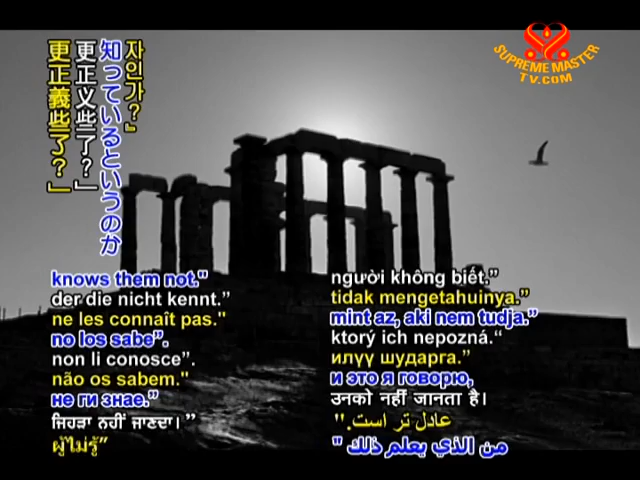 SUPREME MASTER
TV.COM
자인가?』
知っているというのか
更正义些了？」
更正義些了？」
knows them not."
der die nicht kennt.”
ne les connaît pas."
no los sabe”.
non li conosce”.
não os sabem."
не ги знае.”
ਜਿਹੜਾ ਨਹੀਂ ਜਾਣਦਾ।”
ผู้ไม่รู้”
người không biết.”
tidak mengetahuinya.”
mint az, aki nem tudja.”
ktorý ich nepozná.“
илүү шударга.”
и это я говорю,
उनको नहीं जानता है।
عادل تر است."
من الذي يعلم ذلك "